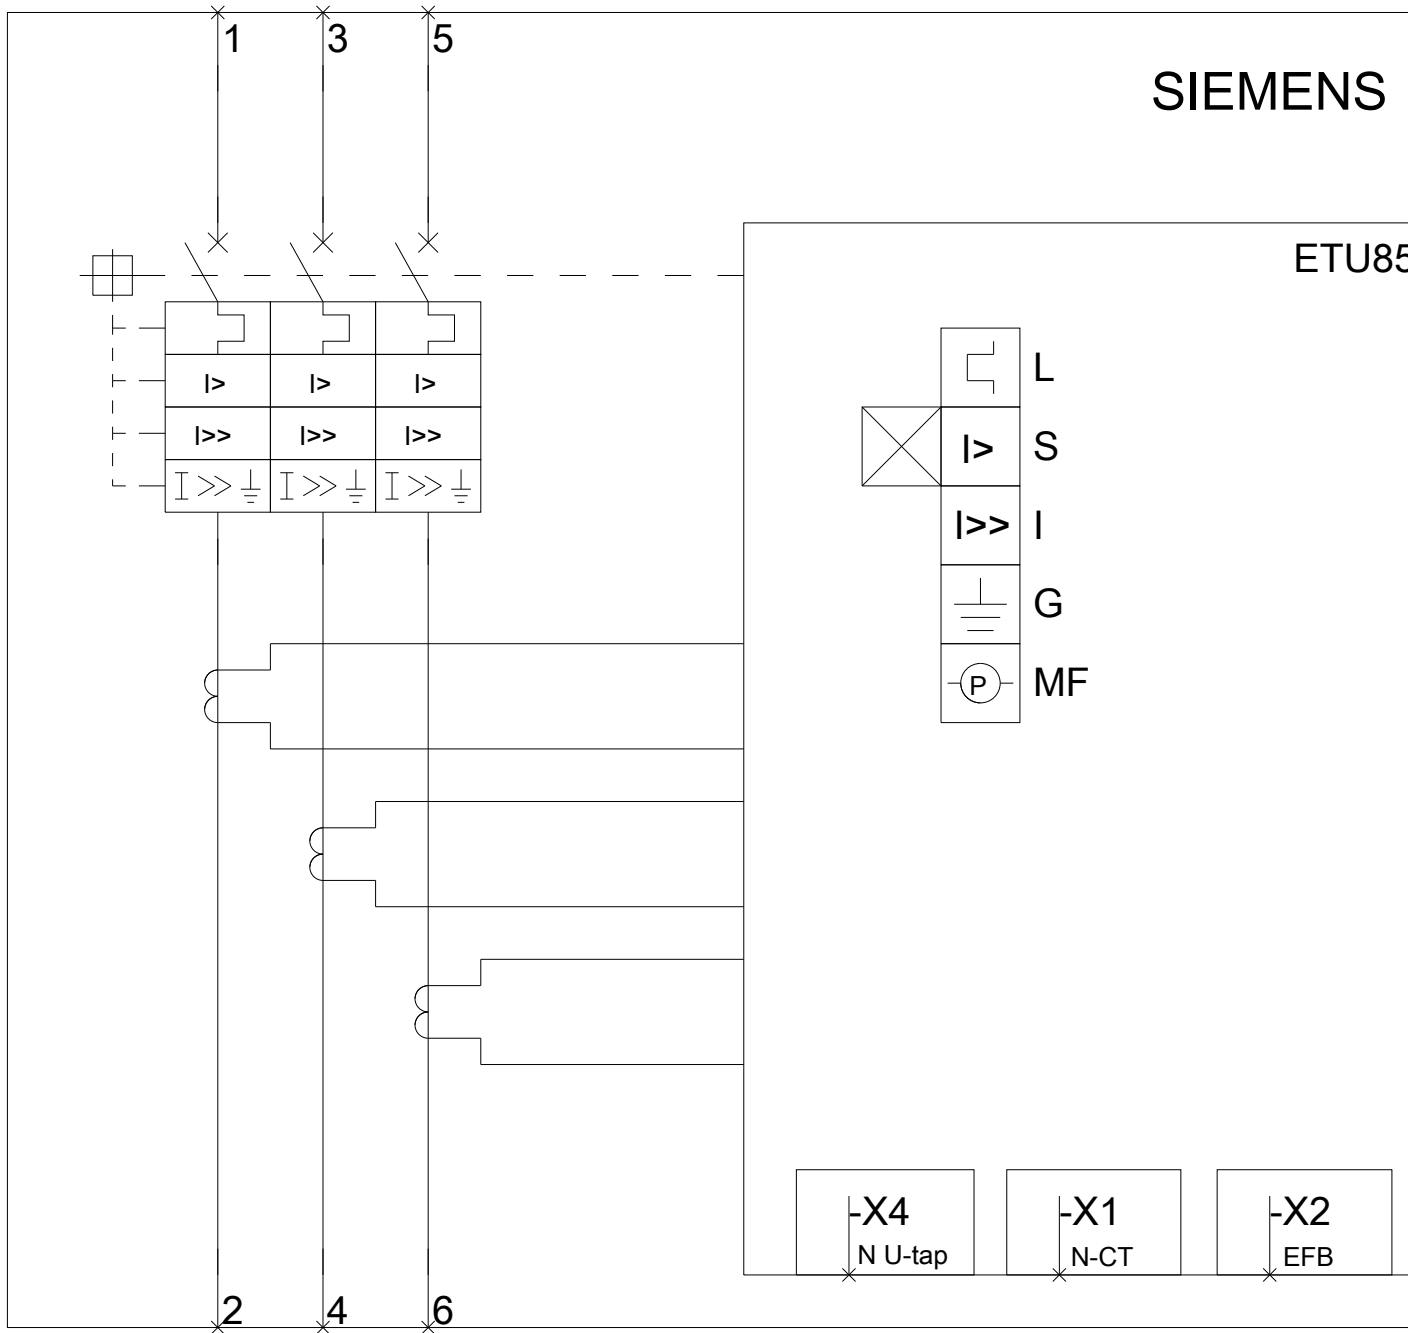 1 3 5
SIEMENS
ETU85
L
I> I> I> I> S
I>> I>> I>> I>> I
I >> I >> I >>
G
P MF
-X4 -X1 -X2
N U-tap N-CT EFB
2 4 6